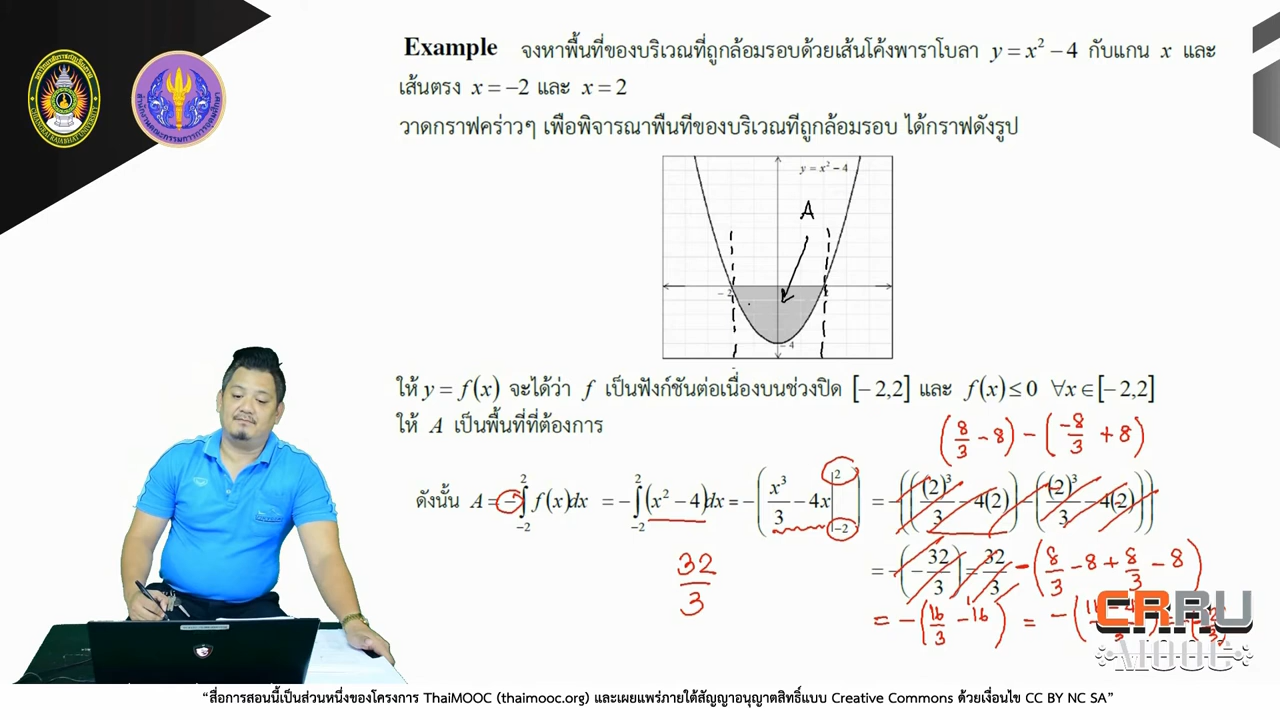 Example จงหาพื้นที่ของบริเวณที่ถูกล้อมรอบด้วยเส้นโค้งพาราโบลา y = x² − 4 กับแกน x และ
เส้นตรง x = −2 และ x = 2
วาดกราฟคร่าวๆ เพื่อพิจารณาพื้นที่ของบริเวณที่ถูกล้อมรอบ ได้กราฟดังรูป
y = x² − 4
A
− 2
− 4
ให้ y = f(x) จะได้ว่า f เป็นฟังก์ชันต่อเนื่องบนช่วงปิด [− 2,2] และ f(x) ≤ 0 ∀x ∈ [− 2,2]
ให้ A เป็นพื้นที่ที่ต้องการ
(8/3 − 8) − (−8/3 + 8)
ดังนั้น A = −∫₋₂² f(x)dx = −∫₋₂² (x² − 4)dx = −(x³/3 − 4x |₋₂²) = −(((2)³/3 − 4(2)) − ((2)³/3 − 4(2)))
= −(−32/3) = 32/3 −(8/3 − 8 + 8/3 − 8)
32/3
= −(16/3 − 16) = −(
CRRU
MOOC
“สื่อการสอนนี้เป็นส่วนหนึ่งของโครงการ ThaiMOOC (thaimooc.org) และเผยแพร่ภายใต้สัญญาอนุญาตสิทธิ์แบบ Creative Commons ด้วยเงื่อนไข CC BY NC SA”